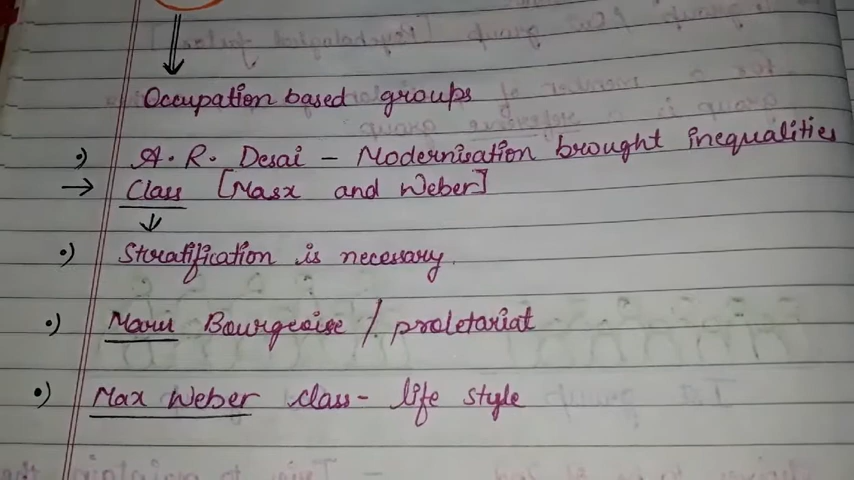 Occupation based groups
•) A. R. Desai – Modernisation brought inequalities
→ Class [Marx and Weber]
•) Stratification is necessary.
•) Bourgeoise / proletariat
•) Max Weber class - life style